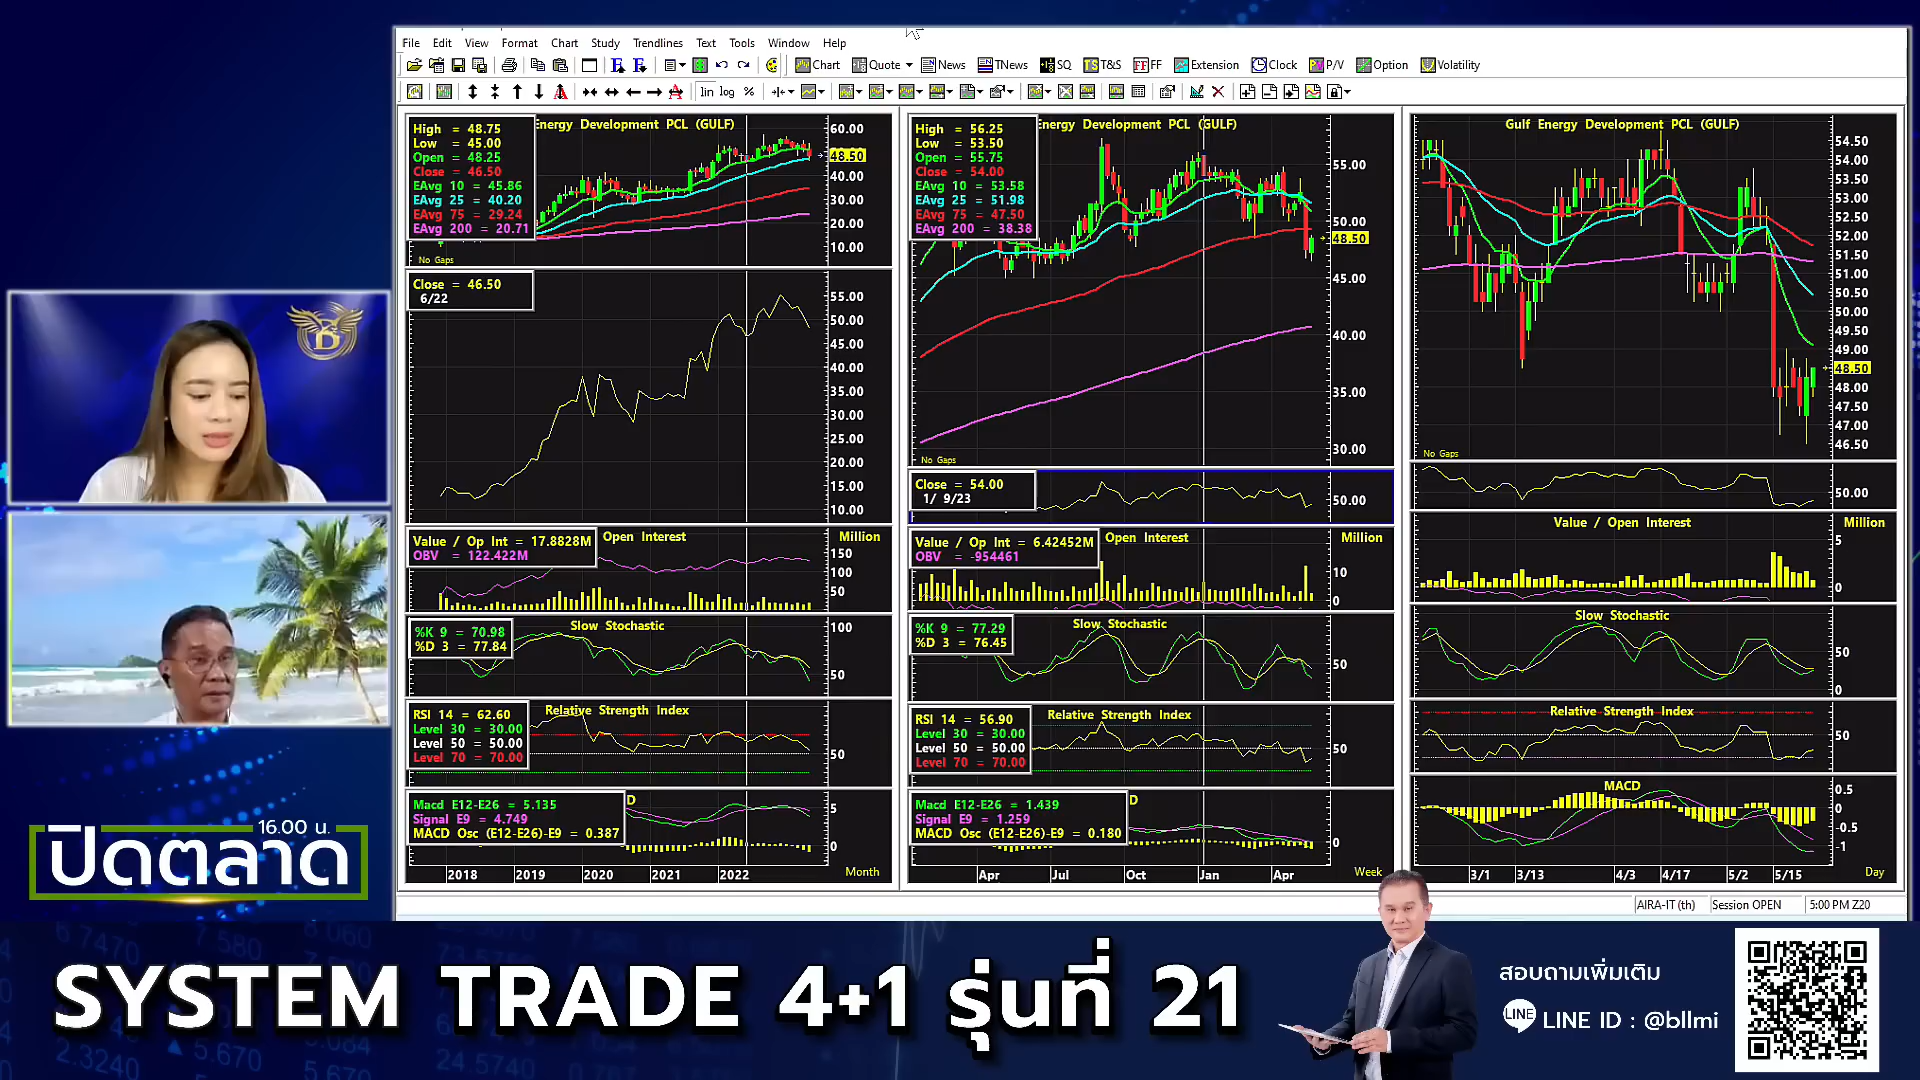 File Edit View Format Chart Study Trendlines Text Tools Window Help
Chart Quote News TNews SQ T&S FF Extension Clock P/V Option Volatility
lin log %
High = 48.75
Low = 45.00
Open = 48.25
Close = 46.50
EAvg 10 = 45.86
EAvg 25 = 40.20
EAvg 75 = 29.24
EAvg 200 = 20.71
Energy Development PCL (GULF)
60.00
48.50
40.00
30.00
20.00
10.00
No Gaps
Close = 46.50
6/22
55.00
50.00
45.00
40.00
35.00
30.00
25.00
20.00
15.00
10.00
Value / Op Int = 17.8828M
OBV = 122.422M
Open Interest
Million
150
100
50
%K 9 = 70.98
%D 3 = 77.84
Slow Stochastic
100
50
RSI 14 = 62.60
Level 30 = 30.00
Level 50 = 50.00
Level 70 = 70.00
Relative Strength Index
50
Macd E12-E26 = 5.135
Signal E9 = 4.749
MACD Osc (E12-E26)-E9 = 0.387
D
5
0
2018 2019 2020 2021 2022 Month
High = 56.25
Low = 53.50
Open = 55.75
Close = 54.00
EAvg 10 = 53.58
EAvg 25 = 51.98
EAvg 75 = 47.50
EAvg 200 = 38.38
Energy Development PCL (GULF)
55.00
50.00
48.50
45.00
40.00
35.00
30.00
No Gaps
Close = 54.00
1/ 9/23
50.00
Value / Op Int = 6.42452M
OBV = -954461
Open Interest
Million
10
0
%K 9 = 77.29
%D 3 = 76.45
Slow Stochastic
50
RSI 14 = 56.90
Level 30 = 30.00
Level 50 = 50.00
Level 70 = 70.00
Relative Strength Index
50
Macd E12-E26 = 1.439
Signal E9 = 1.259
MACD Osc (E12-E26)-E9 = 0.180
D
0
Apr Jul Oct Jan Apr Week
Gulf Energy Development PCL (GULF)
54.50
54.00
53.50
53.00
52.50
52.00
51.50
51.00
50.50
50.00
49.50
49.00
48.50
48.00
47.50
47.00
46.50
No Gaps
50.00
Value / Open Interest
Million
5
0
Slow Stochastic
50
0
Relative Strength Index
50
MACD
0.5
0
-0.5
-1
3/1 3/13 4/3 4/17 5/2 5/15 Day
AIRA-IT (th) Session OPEN 5:00 PM Z20
16.00 น.
ปิดตลาด
SYSTEM TRADE 4+1 รุ่นที่ 21
สอบถามเพิ่มเติม
LINE LINE ID : @bllmi